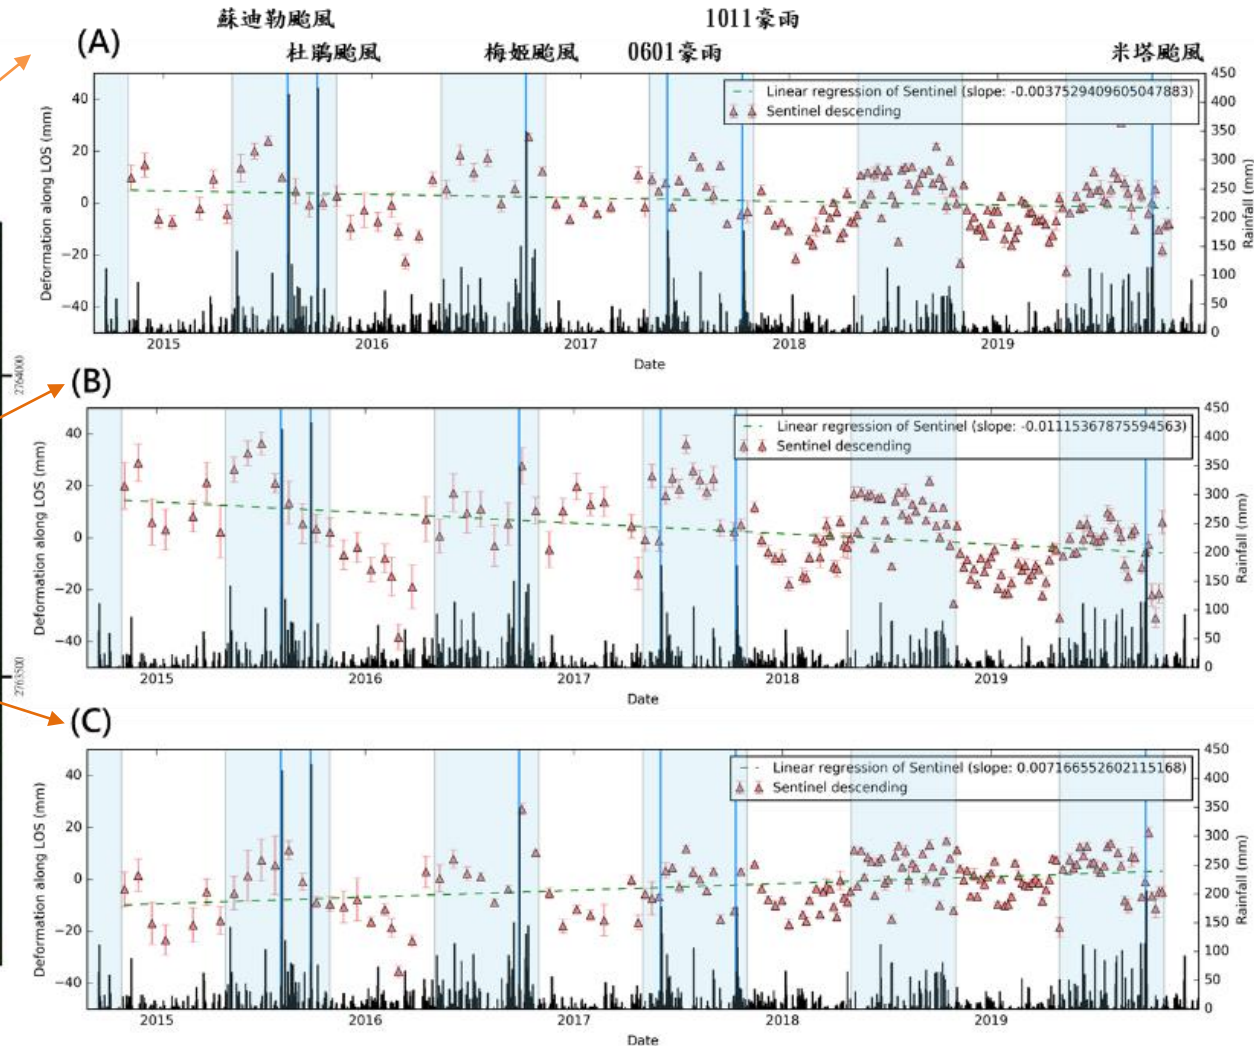 蘇迪勒颱風
1011豪雨
杜鵑颱風
梅姬颱風
0601豪雨
米塔颱風
(A)
Linear regression of Sentinel (slope: -0.0037529409605047883)
Sentinel descending
Deformation along LOS (mm)
40
20
0
−20
−40
450
400
350
300
250
200
150
100
50
0
Rainfall (mm)
2015
2016
2017
2018
2019
Date
2764000
(B)
Linear regression of Sentinel (slope: -0.01115367875594563)
Sentinel descending
Deformation along LOS (mm)
40
20
0
−20
−40
450
400
350
300
250
200
150
100
50
0
Rainfall (mm)
2015
2016
2017
2018
2019
Date
2763500
(C)
Linear regression of Sentinel (slope: 0.007166552602115168)
Sentinel descending
Deformation along LOS (mm)
40
20
0
−20
−40
450
400
350
300
250
200
150
100
50
0
Rainfall (mm)
2015
2016
2017
2018
2019
Date